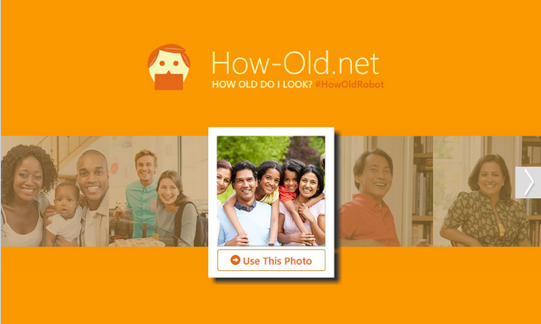 How-Old.net
HOW OLD DO I LOOK? #HowOldRobot
Use This Photo